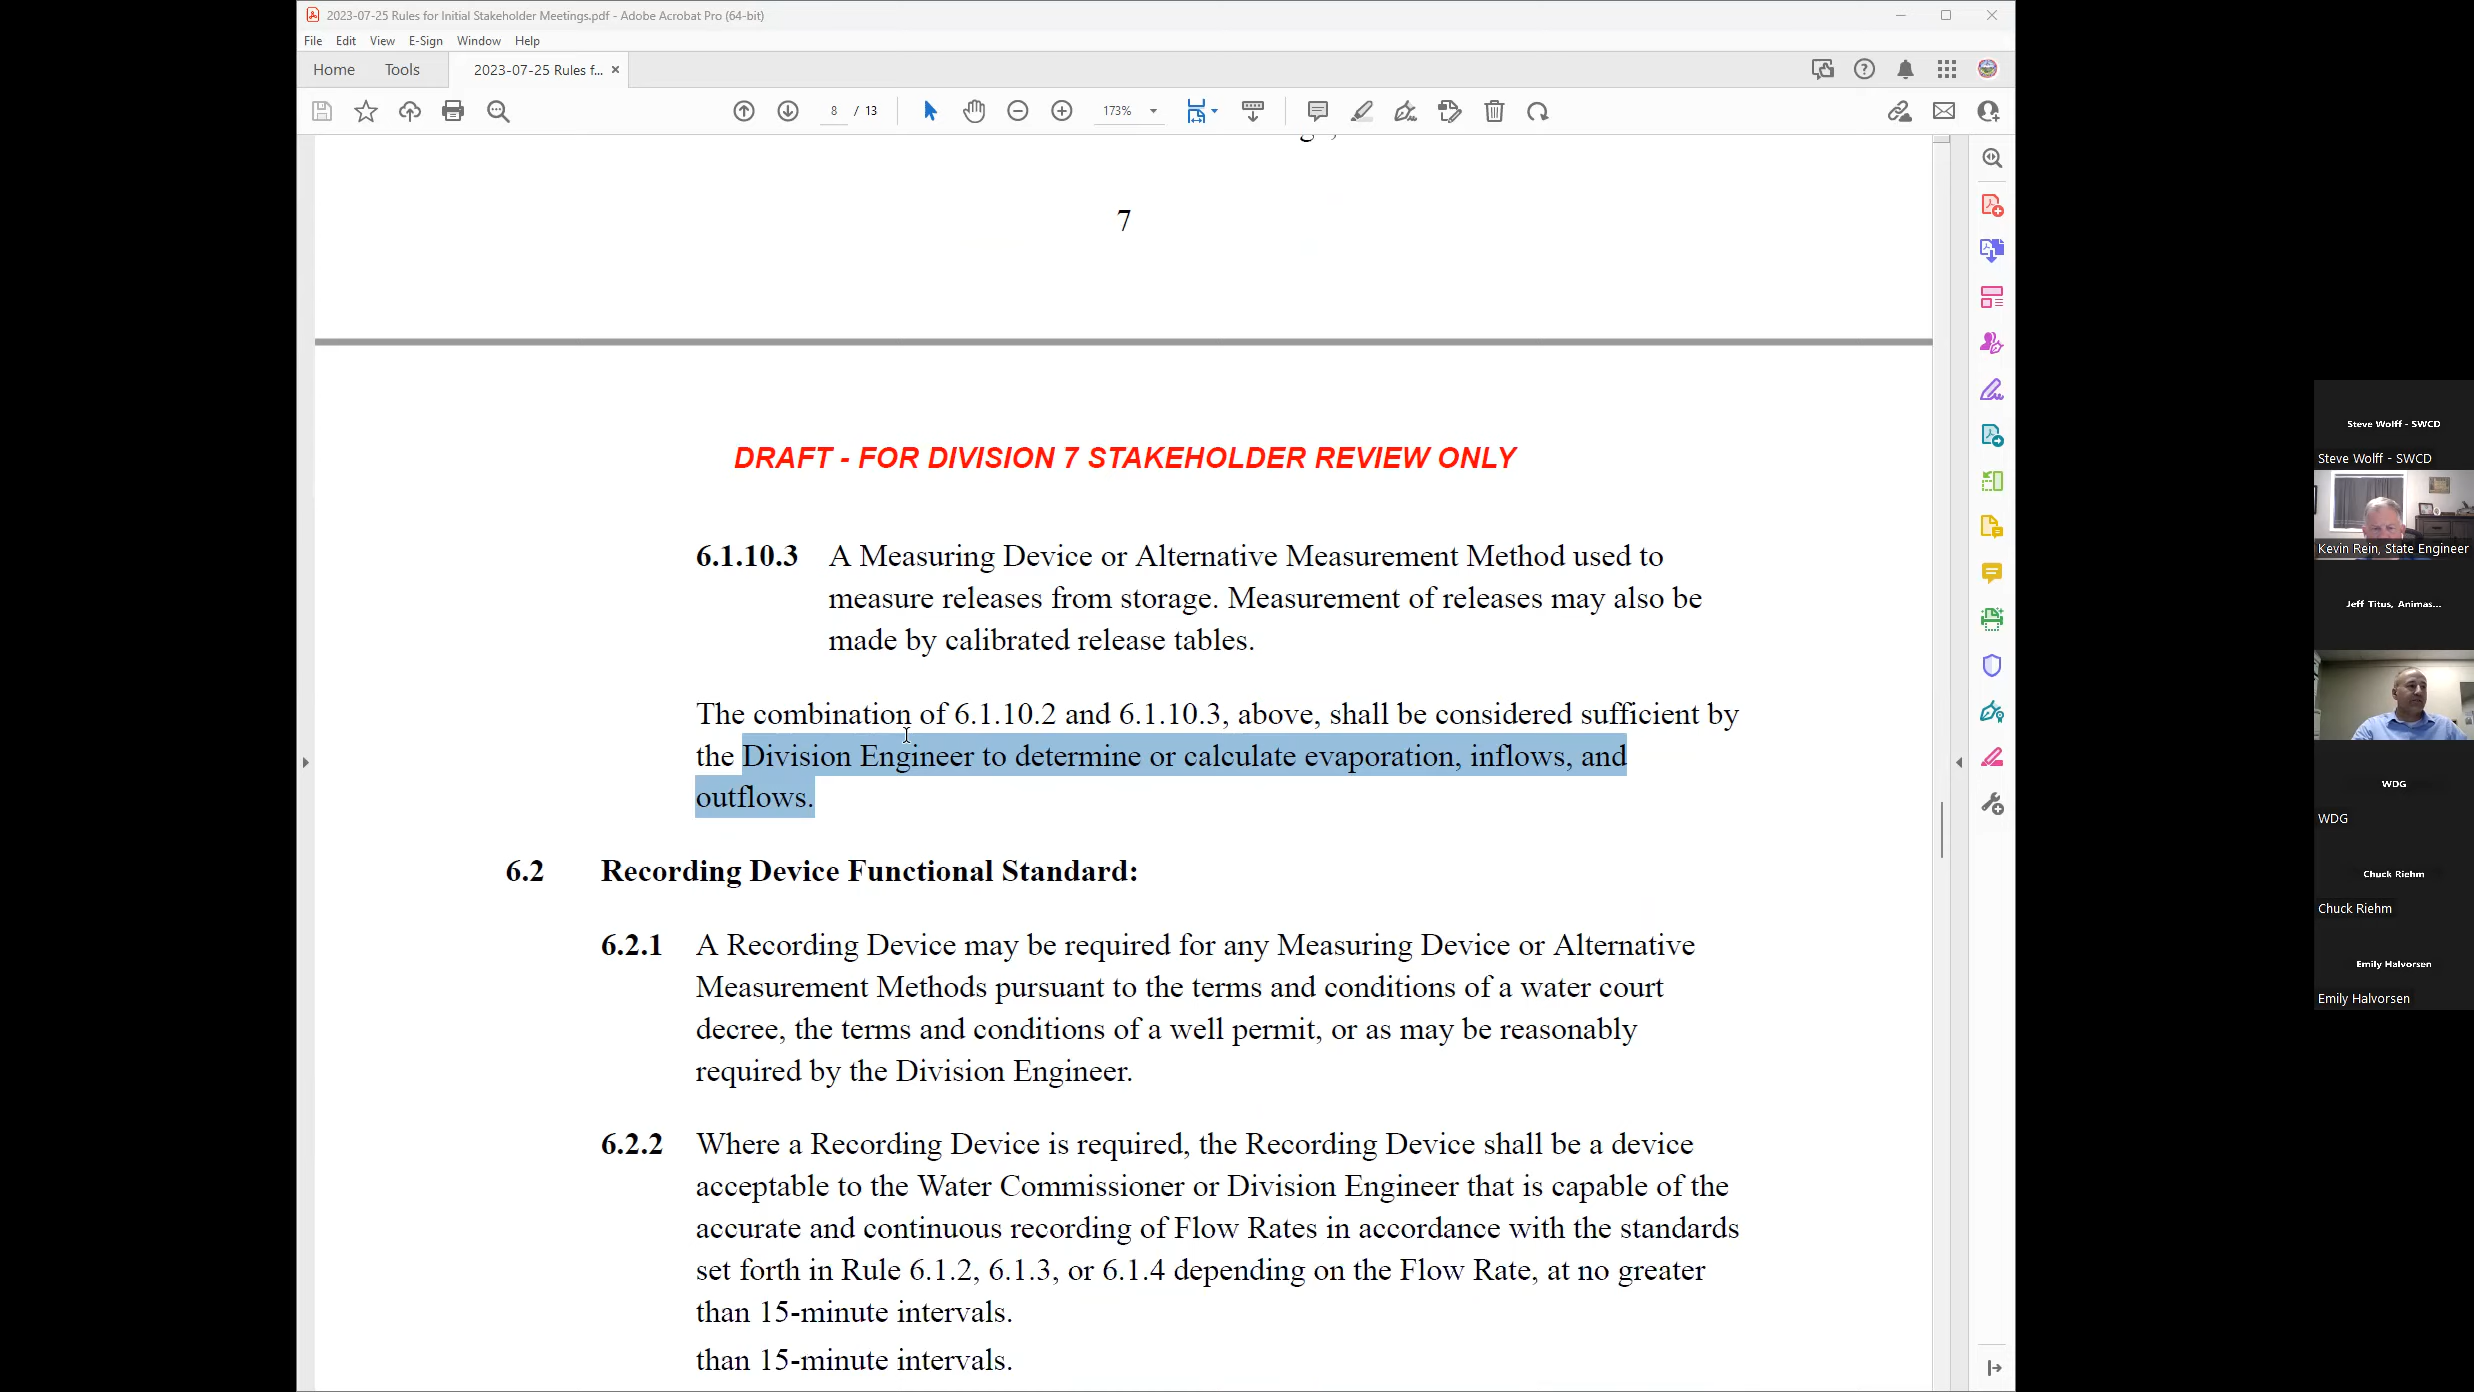 2023-07-25 Rules for Initial Stakeholder Meetings.pdf - Adobe Acrobat Pro (64-bit)
File Edit View E-Sign Window Help
Home Tools 2023-07-25 Rules f... ×
8 / 13 173%
7
DRAFT - FOR DIVISION 7 STAKEHOLDER REVIEW ONLY
6.1.10.3 A Measuring Device or Alternative Measurement Method used to
measure releases from storage. Measurement of releases may also be
made by calibrated release tables.
The combination of 6.1.10.2 and 6.1.10.3, above, shall be considered sufficient by
the Division Engineer to determine or calculate evaporation, inflows, and
outflows.
6.2 Recording Device Functional Standard:
6.2.1 A Recording Device may be required for any Measuring Device or Alternative
Measurement Methods pursuant to the terms and conditions of a water court
decree, the terms and conditions of a well permit, or as may be reasonably
required by the Division Engineer.
6.2.2 Where a Recording Device is required, the Recording Device shall be a device
acceptable to the Water Commissioner or Division Engineer that is capable of the
accurate and continuous recording of Flow Rates in accordance with the standards
set forth in Rule 6.1.2, 6.1.3, or 6.1.4 depending on the Flow Rate, at no greater
than 15-minute intervals.
than 15-minute intervals.
Steve Wolff - SWCD
Steve Wolff - SWCD
Kevin Rein, State Engineer
Jeff Titus, Animas...
WDG
WDG
Chuck Riehm
Chuck Riehm
Emily Halvorsen
Emily Halvorsen